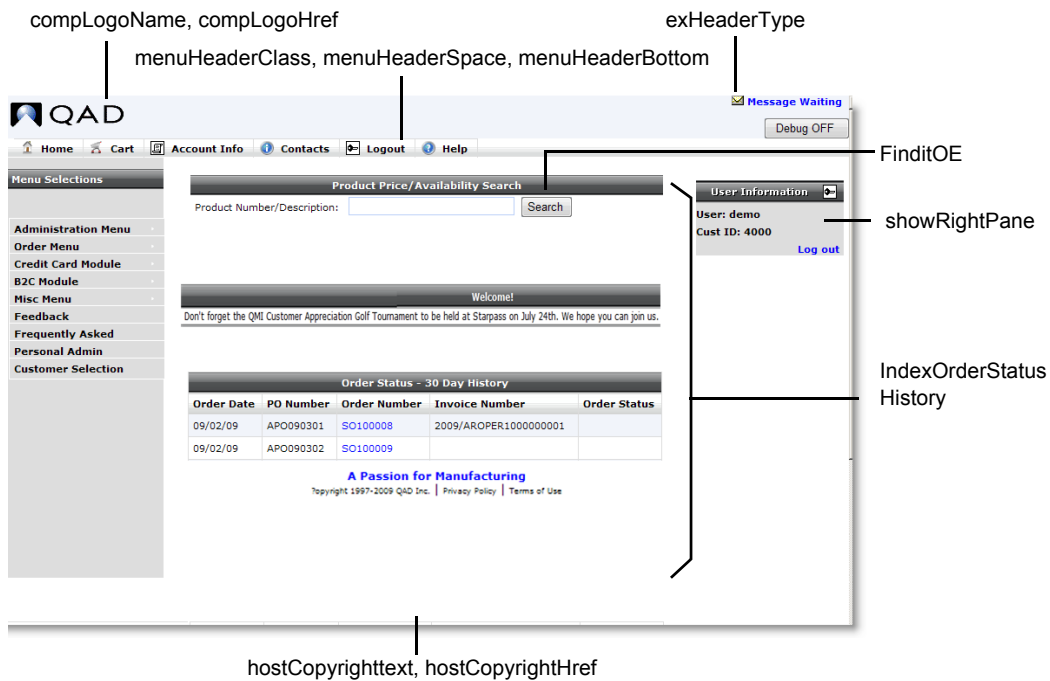 compLogoName, compLogoHref
exHeaderType
menuHeaderClass, menuHeaderSpace, menuHeaderBottom
Message Waiting
QAD
Debug OFF
Home Cart Account Info Contacts Logout Help
FinditOE
Menu Selections
Product Price/Availability Search
User Information
Product Number/Description: Search
User: demo
showRightPane
Administration Menu
Cust ID: 4000
Order Menu
Log out
Credit Card Module
B2C Module
Misc Menu
Welcome!
Feedback
Don't forget the QMI Customer Appreciation Golf Tournament to be held at Starpass on July 24th. We hope you can join us.
Frequently Asked
Personal Admin
Customer Selection
IndexOrderStatus
History
Order Status - 30 Day History
Order Date PO Number Order Number Invoice Number Order Status
09/02/09 APO090301 SO100008 2009/AROPER1000000001
09/02/09 APO090302 SO100009
A Passion for Manufacturing
?opyright 1997-2009 QAD Inc. | Privacy Policy | Terms of Use
hostCopyrighttext, hostCopyrightHref